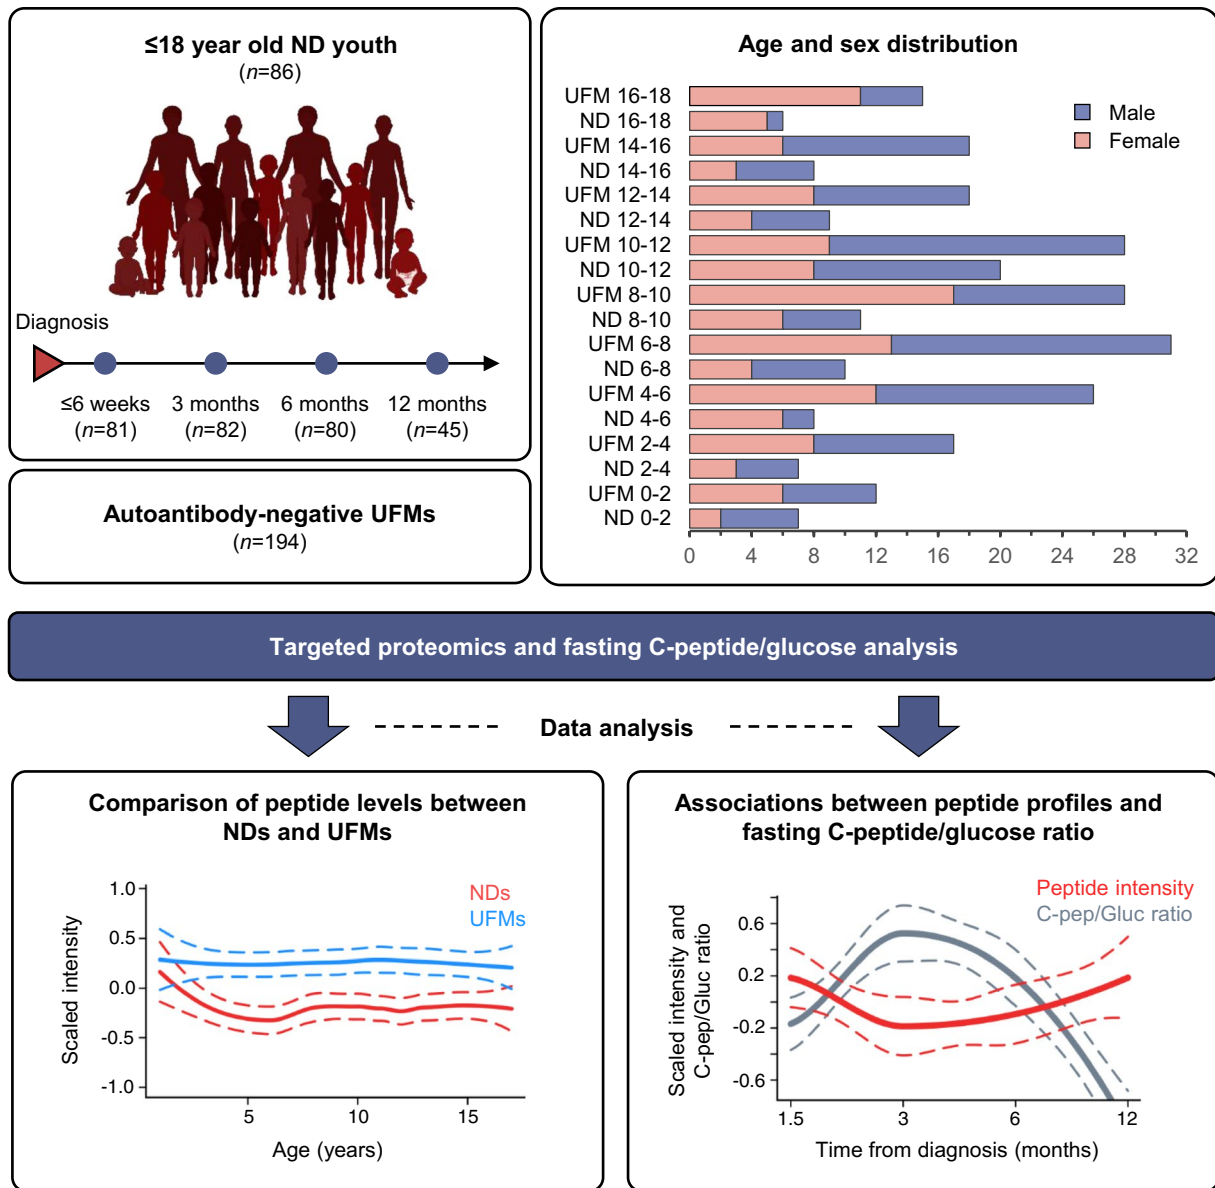 ≤18 year old ND youth
(n=86)
Diagnosis
≤6 weeks
(n=81)
3 months
(n=82)
6 months
(n=80)
12 months
(n=45)
Autoantibody-negative UFMs
(n=194)
Age and sex distribution
Male
Female
UFM 16-18
ND 16-18
UFM 14-16
ND 14-16
UFM 12-14
ND 12-14
UFM 10-12
ND 10-12
UFM 8-10
ND 8-10
UFM 6-8
ND 6-8
UFM 4-6
ND 4-6
UFM 2-4
ND 2-4
UFM 0-2
ND 0-2
0 4 8 12 16 20 24 28 32
Targeted proteomics and fasting C-peptide/glucose analysis
Data analysis
Comparison of peptide levels between
NDs and UFMs
NDs
UFMs
Scaled intensity
1.0
0.5
0.0
-0.5
-1.0
5 10 15
Age (years)
Associations between peptide profiles and
fasting C-peptide/glucose ratio
Peptide intensity
C-pep/Gluc ratio
Scaled intensity and
C-pep/Gluc ratio
0.6
0.2
-0.2
-0.6
1.5 3 6 12
Time from diagnosis (months)